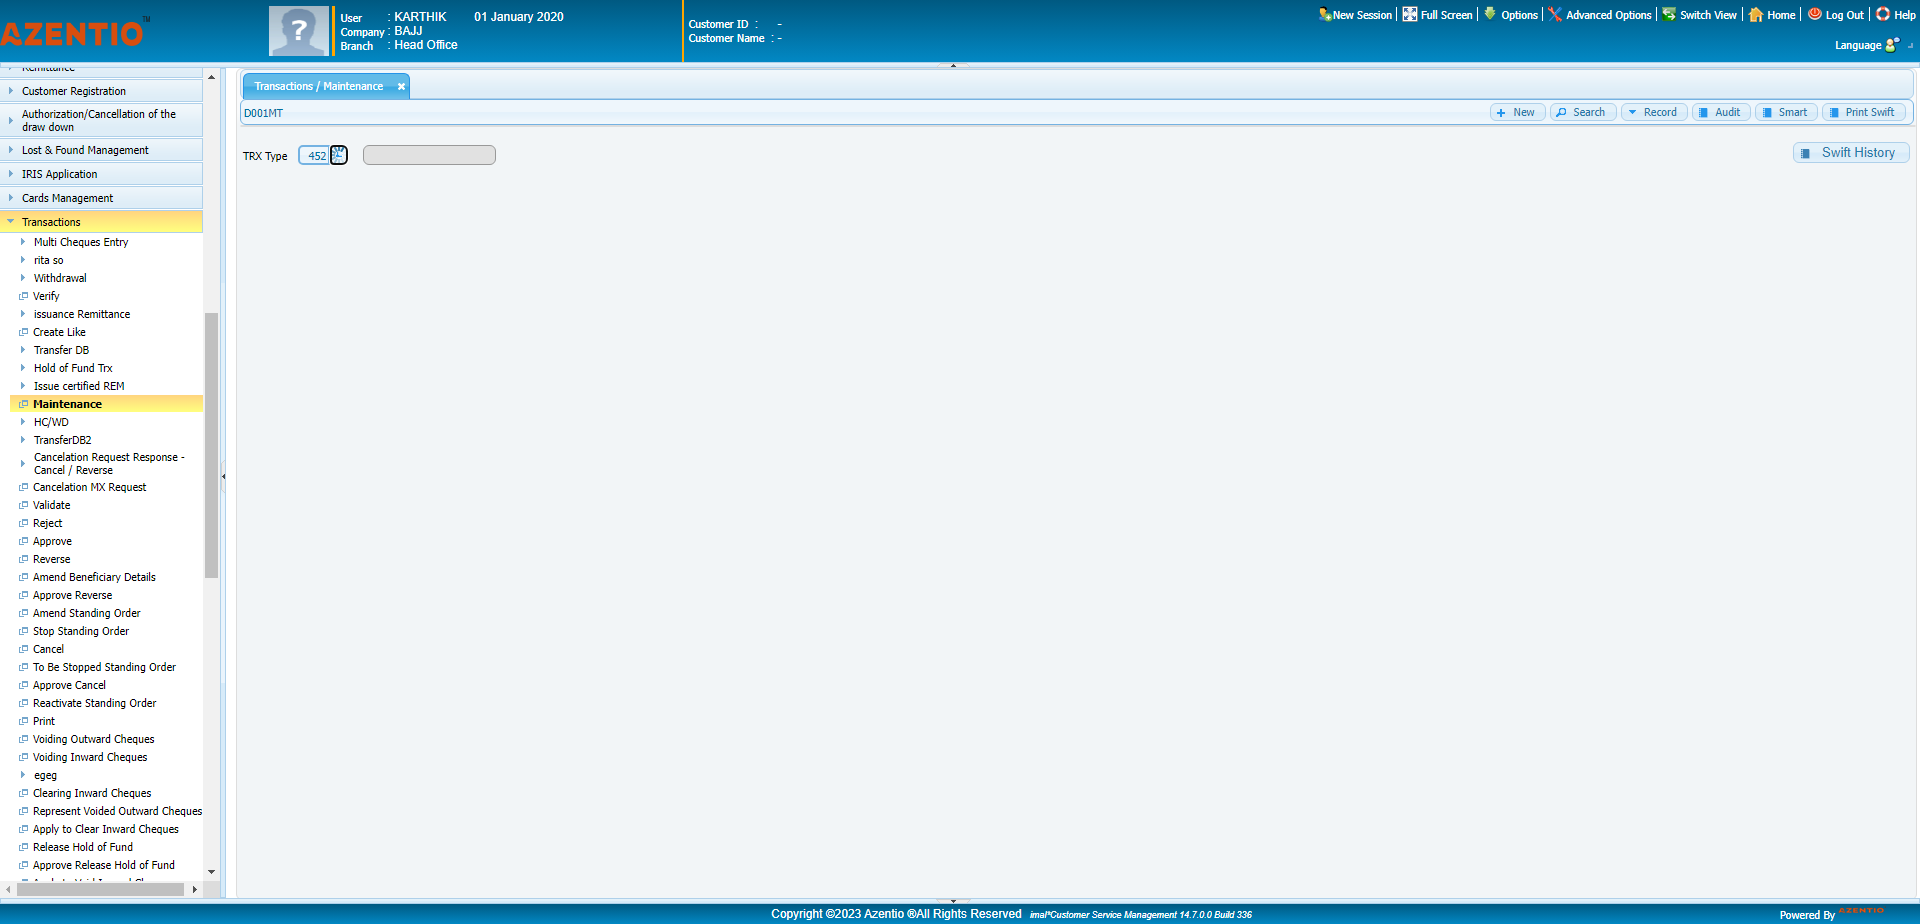 AZENTIO™
?
User : KARTHIK 01 January 2020
Company : BAJJ
Branch : Head Office
Customer ID : -
Customer Name : -
New Session
Full Screen
Options
Advanced Options
Switch View
Home
Log Out
Help
Language
Remittance
Customer Registration
Authorization/Cancellation of the
draw down
Lost & Found Management
IRIS Application
Cards Management
Transactions
Multi Cheques Entry
rita so
Withdrawal
Verify
issuance Remittance
Create Like
Transfer DB
Hold of Fund Trx
Issue certified REM
Maintenance
HC/WD
TransferDB2
Cancelation Request Response -
Cancel / Reverse
Cancelation MX Request
Validate
Reject
Approve
Reverse
Amend Beneficiary Details
Approve Reverse
Amend Standing Order
Stop Standing Order
Cancel
To Be Stopped Standing Order
Approve Cancel
Reactivate Standing Order
Print
Voiding Outward Cheques
Voiding Inward Cheques
egeg
Clearing Inward Cheques
Represent Voided Outward Cheques
Apply to Clear Inward Cheques
Release Hold of Fund
Approve Release Hold of Fund
Transactions / Maintenance
D001MT
New
Search
Record
Audit
Smart
Print Swift
TRX Type 452
Swift History
Copyright ©2023 Azentio ®All Rights Reserved imal*Customer Service Management 14.7.0.0 Build 336
Powered By AZENTIO